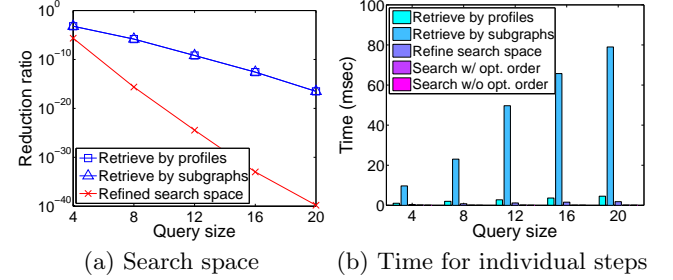 10^0
10^-10
10^-20
10^-30
10^-40
Reduction ratio
Retrieve by profiles
Retrieve by subgraphs
Refined search space
4 8 12 16 20
Query size
(a) Search space
100
80
60
40
20
0
Time (msec)
Retrieve by profiles
Retrieve by subgraphs
Refine search space
Search w/ opt. order
Search w/o opt. order
4 8 12 16 20
Query size
(b) Time for individual steps